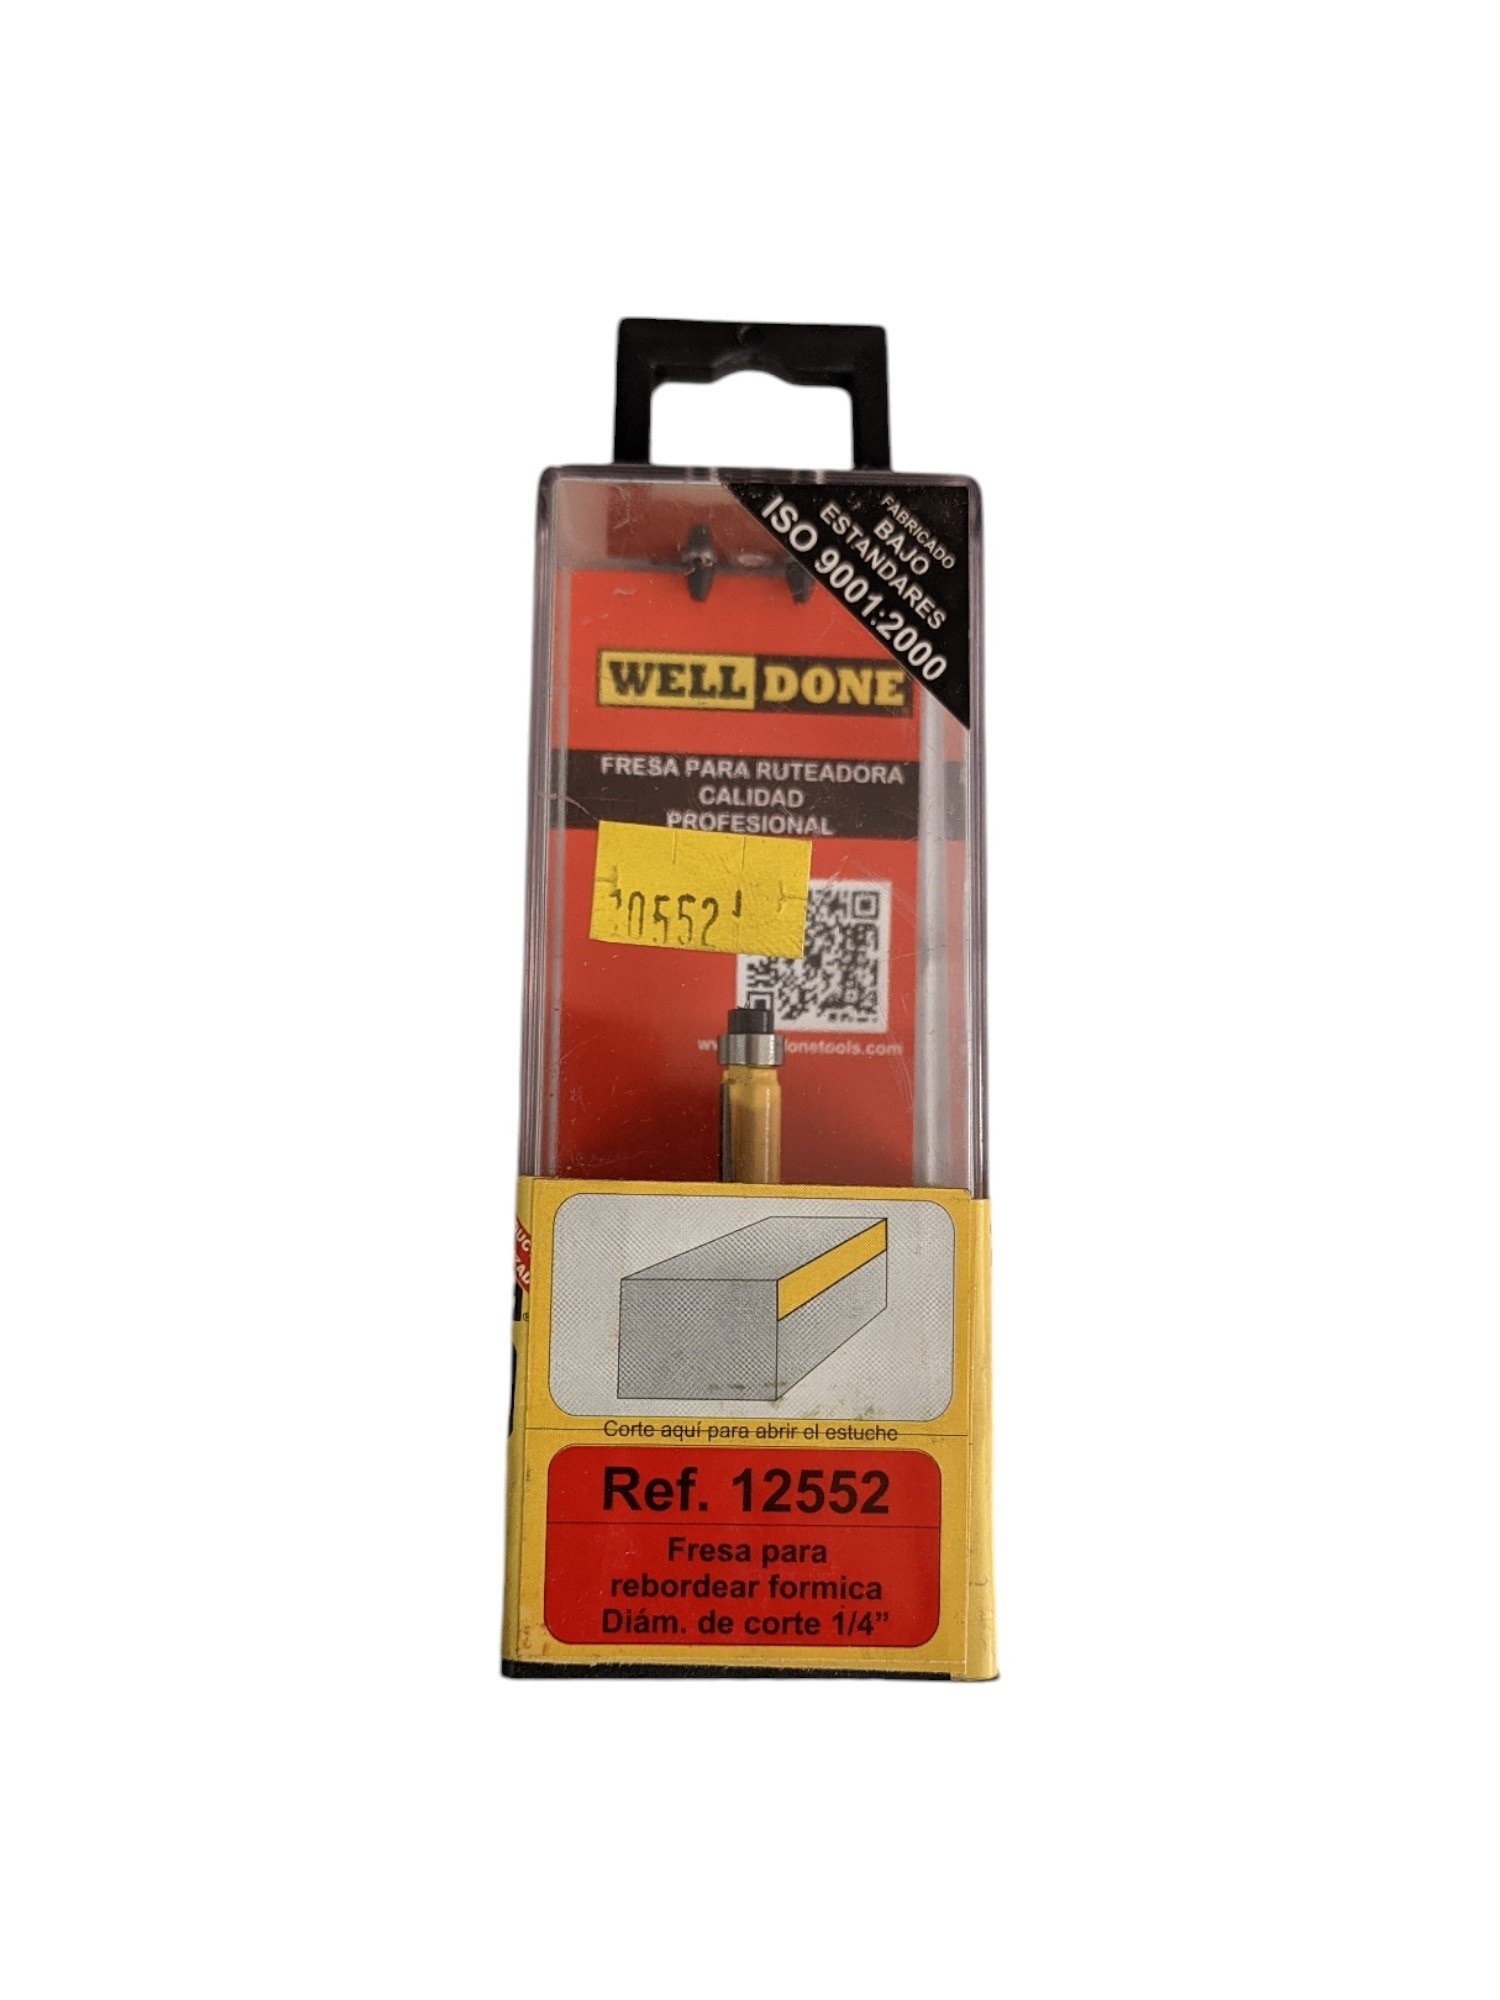 FABRICADO
BAJO
ESTANDARES
ISO 9001:2000
WELL DONE
FRESA PARA RUTEADORA
CALIDAD
PROFESIONAL
10552
Corte aquí para abrir el estuche
Ref. 12552
Fresa para
rebordear formica
Diám. de corte 1/4”